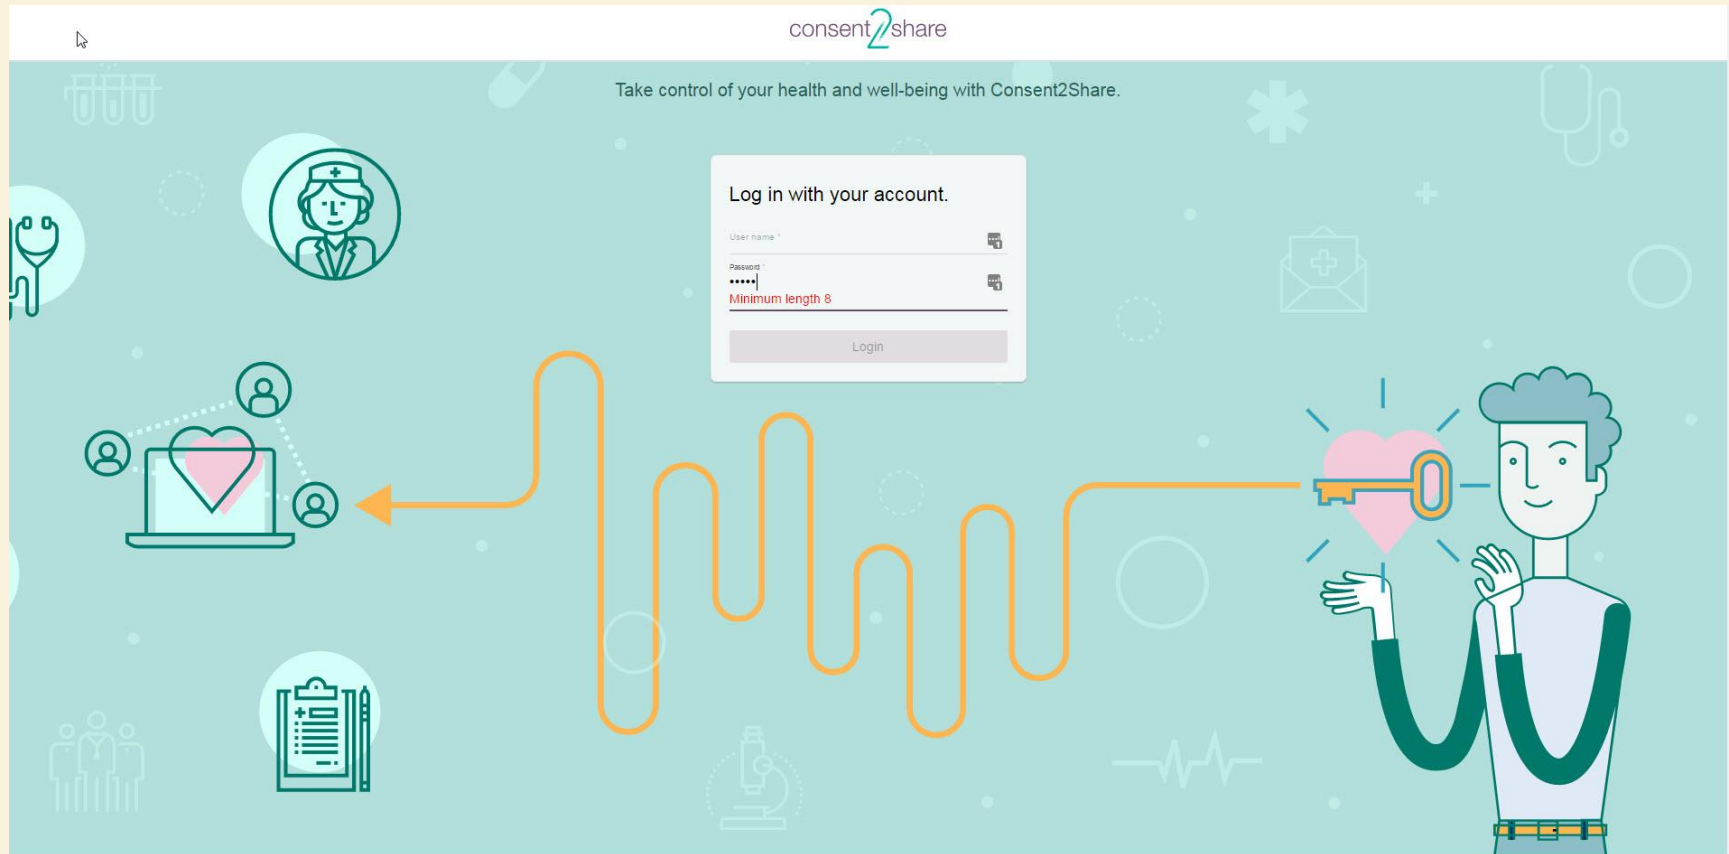 consent2share
Take control of your health and well-being with Consent2Share.
Log in with your account.
User name *
Password *
•••••
Minimum length 8
Login